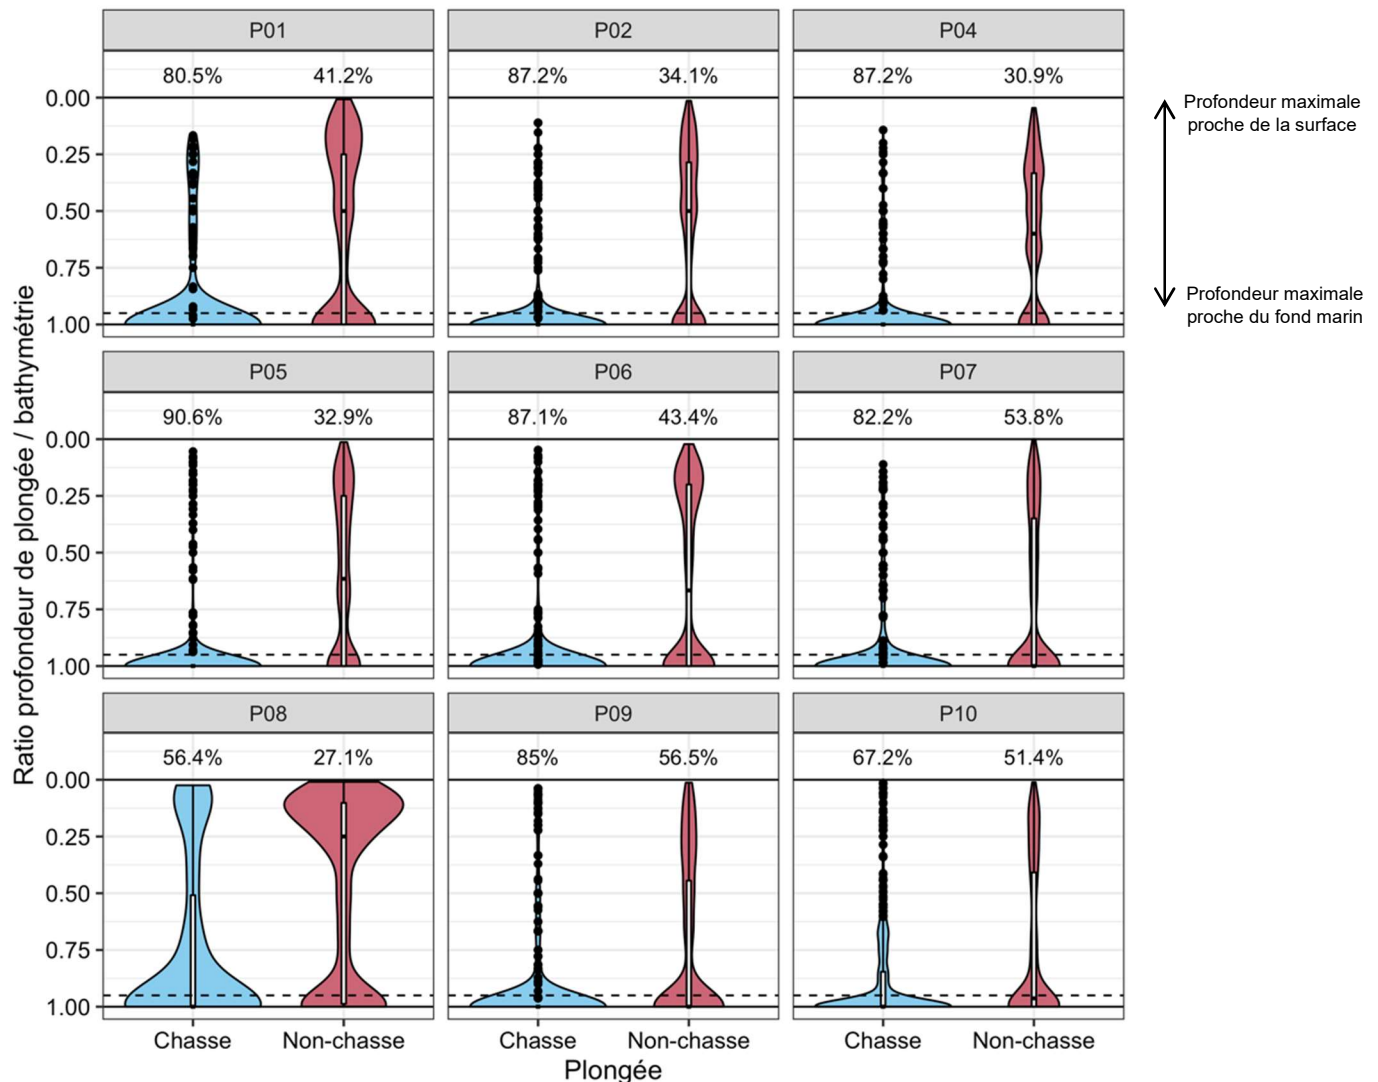 P01 P02 P04
80.5% 41.2% 87.2% 34.1% 87.2% 30.9%
0.00
0.25
0.50
0.75
1.00
Profondeur maximale
proche de la surface
Profondeur maximale
proche du fond marin
P05 P06 P07
90.6% 32.9% 87.1% 43.4% 82.2% 53.8%
0.00
0.25
0.50
0.75
1.00
P08 P09 P10
56.4% 27.1% 85% 56.5% 67.2% 51.4%
0.00
0.25
0.50
0.75
1.00
Chasse Non-chasse Chasse Non-chasse Chasse Non-chasse
Plongée
Ratio profondeur de plongée / bathymétrie